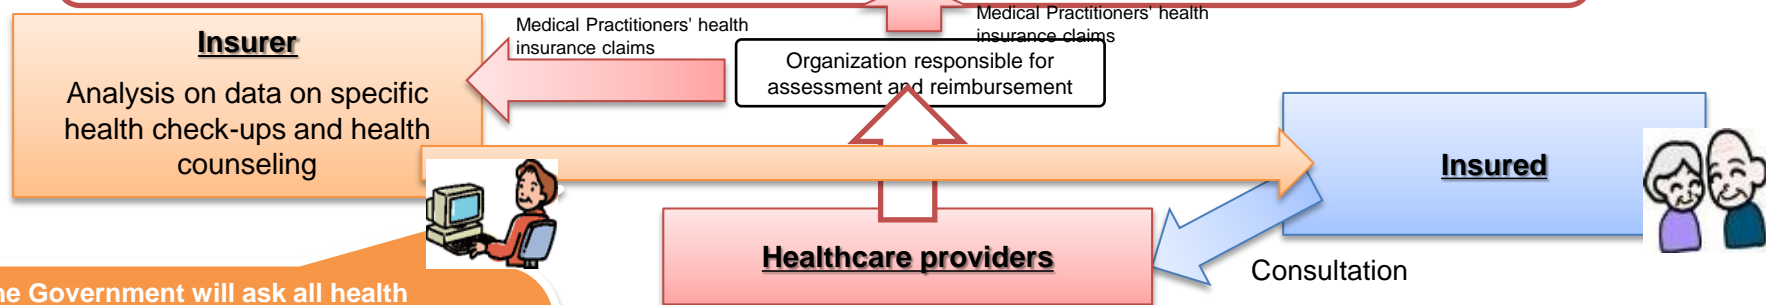 Medical Practitioners' health
insurance claims
Medical Practitioners' health
insurance claims
Insurer
Analysis on data on specific
health check-ups and health
counseling
Organization responsible for
assessment and reimbursement
Insured
Healthcare providers
Consultation
Government will ask all health